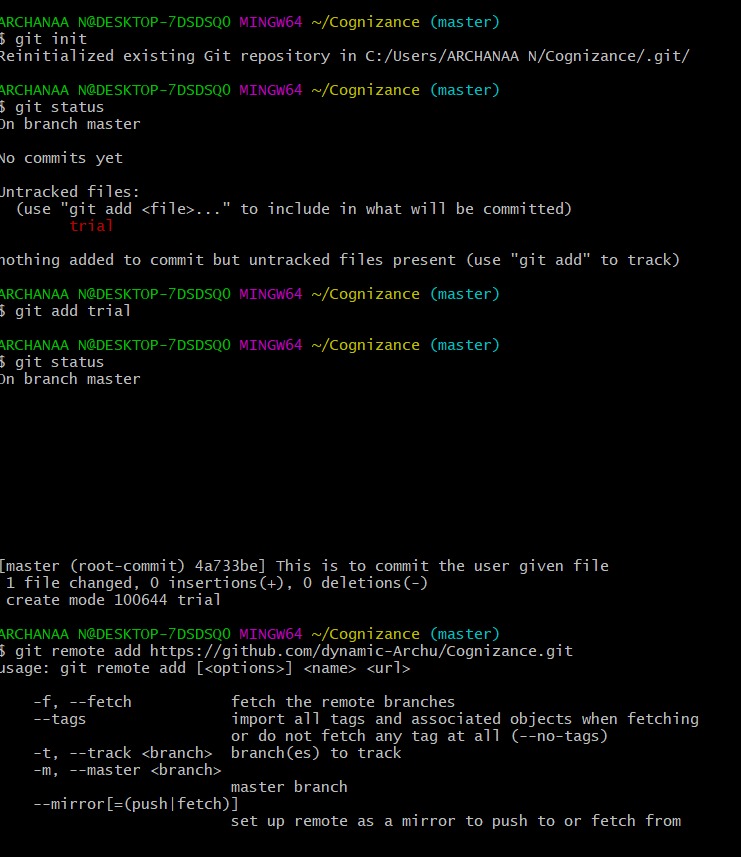 ARCHANAA N@DESKTOP-7DSDSQO MINGW64 ~/Cognizance (master)
$ git init
Reinitialized existing Git repository in C:/Users/ARCHANAA N/Cognizance/.git/
ARCHANAA N@DESKTOP-7DSDSQO MINGW64 ~/Cognizance (master)
$ git status
On branch master
No commits yet
Untracked files:
(use "git add <file>..." to include in what will be committed)
trial
nothing added to commit but untracked files present (use "git add" to track)
ARCHANAA N@DESKTOP-7DSDSQO MINGW64 ~/Cognizance (master)
$ git add trial
ARCHANAA N@DESKTOP-7DSDSQO MINGW64 ~/Cognizance (master)
$ git status
On branch master
[master (root-commit) 4a733be] This is to commit the user given file
1 file changed, 0 insertions(+), 0 deletions(-)
create mode 100644 trial
ARCHANAA N@DESKTOP-7DSDSQO MINGW64 ~/Cognizance (master)
$ git remote add https://github.com/dynamic-Archu/Cognizance.git
usage: git remote add [<options>] <name> <url>
-f, --fetch fetch the remote branches
--tags import all tags and associated objects when fetching
or do not fetch any tag at all (--no-tags)
-t, --track <branch> branch(es) to track
-m, --master <branch>
master branch
--mirror[=(push|fetch)]
set up remote as a mirror to push to or fetch from